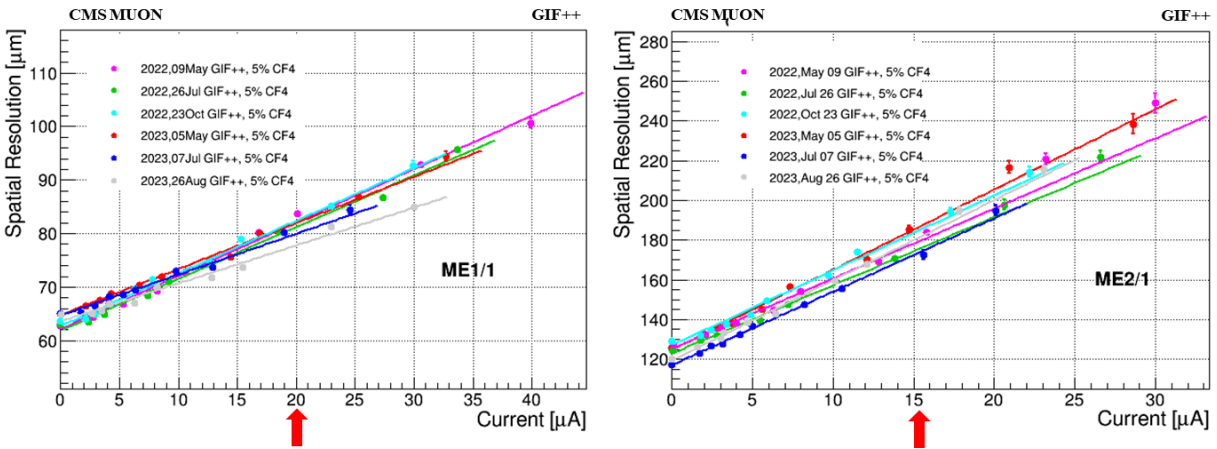 CMS MUON GIF++
Spatial Resolution [μm]
110
100
90
80
70
60
2022,09May GIF++, 5% CF4
2022,26Jul GIF++, 5% CF4
2022,23Oct GIF++, 5% CF4
2023,05May GIF++, 5% CF4
2023,07Jul GIF++, 5% CF4
2023,26Aug GIF++, 5% CF4
ME1/1
0 5 10 15 20 25 30 35 40
Current [μA]
CMS MUON GIF++
Spatial Resolution [μm]
280
260
240
220
200
180
160
140
120
2022,May 09 GIF++, 5% CF4
2022,Jul 26 GIF++, 5% CF4
2022,Oct 23 GIF++, 5% CF4
2023,May 05 GIF++, 5% CF4
2023,Jul 07 GIF++, 5% CF4
2023,Aug 26 GIF++, 5% CF4
ME2/1
0 5 10 15 20 25 30
Current [μA]